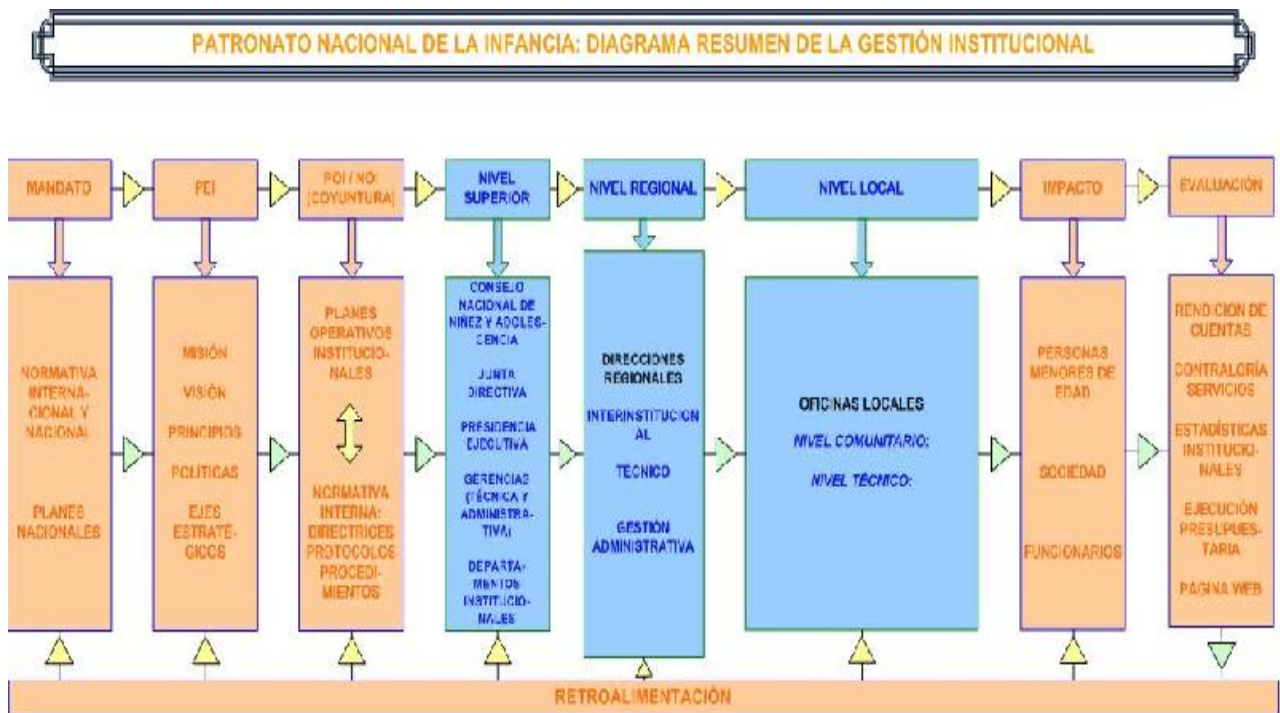 PATRONATO NACIONAL DE LA INFANCIA: DIAGRAMA RESUMEN DE LA GESTIÓN INSTITUCIONAL
MANDATO
PEI
POI / NOI
(COYUNTURA)
NIVEL
SUPERIOR
NIVEL REGIONAL
NIVEL LOCAL
IMPACTO
EVALUACIÓN
NORMATIVA
INTERNA-
CIONAL Y
NACIONAL
PLANES
NACIONALES
MISIÓN
VISIÓN
PRINCIPIOS
POLÍTICAS
EJES
ESTRATÉ-
GICOS
PLANES
OPERATIVOS
INSTITUCIO-
NALES
NORMATIVA
INTERNA:
DIRECTRICES
PROTOCOLOS
PROCEDI-
MIENTOS
CONSEJO
NACIONAL DE
NIÑEZ Y ADOLES-
CENCIA
JUNTA
DIRECTIVA
PRESIDENCIA
EJECUTIVA
GERENCIAS
(TÉCNICA Y
ADMINISTRA-
TIVA)
DEPARTA-
MENTOS
INSTITUCIO-
NALES
DIRECCIONES
REGIONALES
INTERINSTITUCION
AL
TECNICO
GESTIÓN
ADMINISTRATIVA
OFICINAS LOCALES
NIVEL COMUNITARIO;
NIVEL TÉCNICO;
PERSONAS
MENORES DE
EDAD
SOCIEDAD
FUNCIONARIOS
RENDICION DE
CUENTAS
CONTRALORÍA
SERVICIOS
ESTADÍSTICAS
INSTITUCIO-
NALES
EJECUCIÓN
PRESUPUES-
TARIA
PAGINA WEB
RETROALIMENTACIÓN